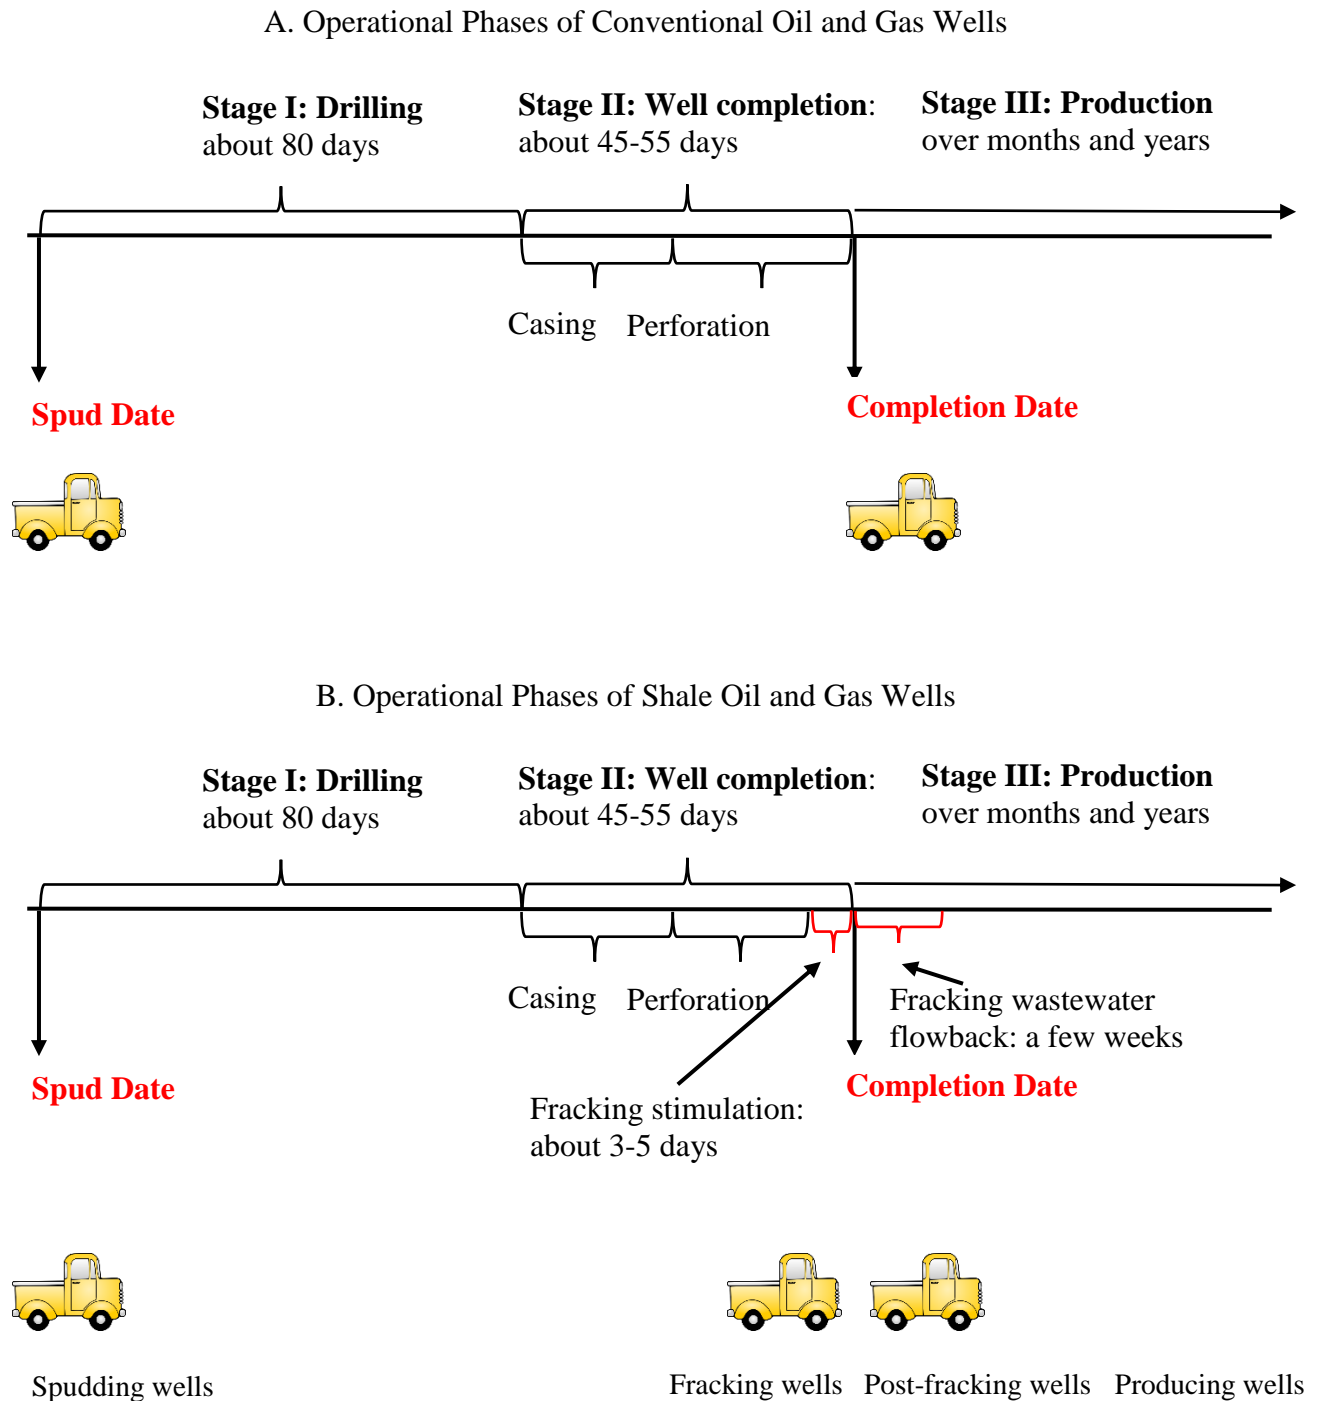 A. Operational Phases of Conventional Oil and Gas Wells
Stage I: Drilling
about 80 days
Stage II: Well completion:
about 45-55 days
Stage III: Production
over months and years
Casing
Perforation
Spud Date
Completion Date
B. Operational Phases of Shale Oil and Gas Wells
Stage I: Drilling
about 80 days
Stage II: Well completion:
about 45-55 days
Stage III: Production
over months and years
Casing
Perforation
Fracking wastewater
flowback: a few weeks
Spud Date
Completion Date
Fracking stimulation:
about 3-5 days
Spudding wells
Fracking wells
Post-fracking wells
Producing wells